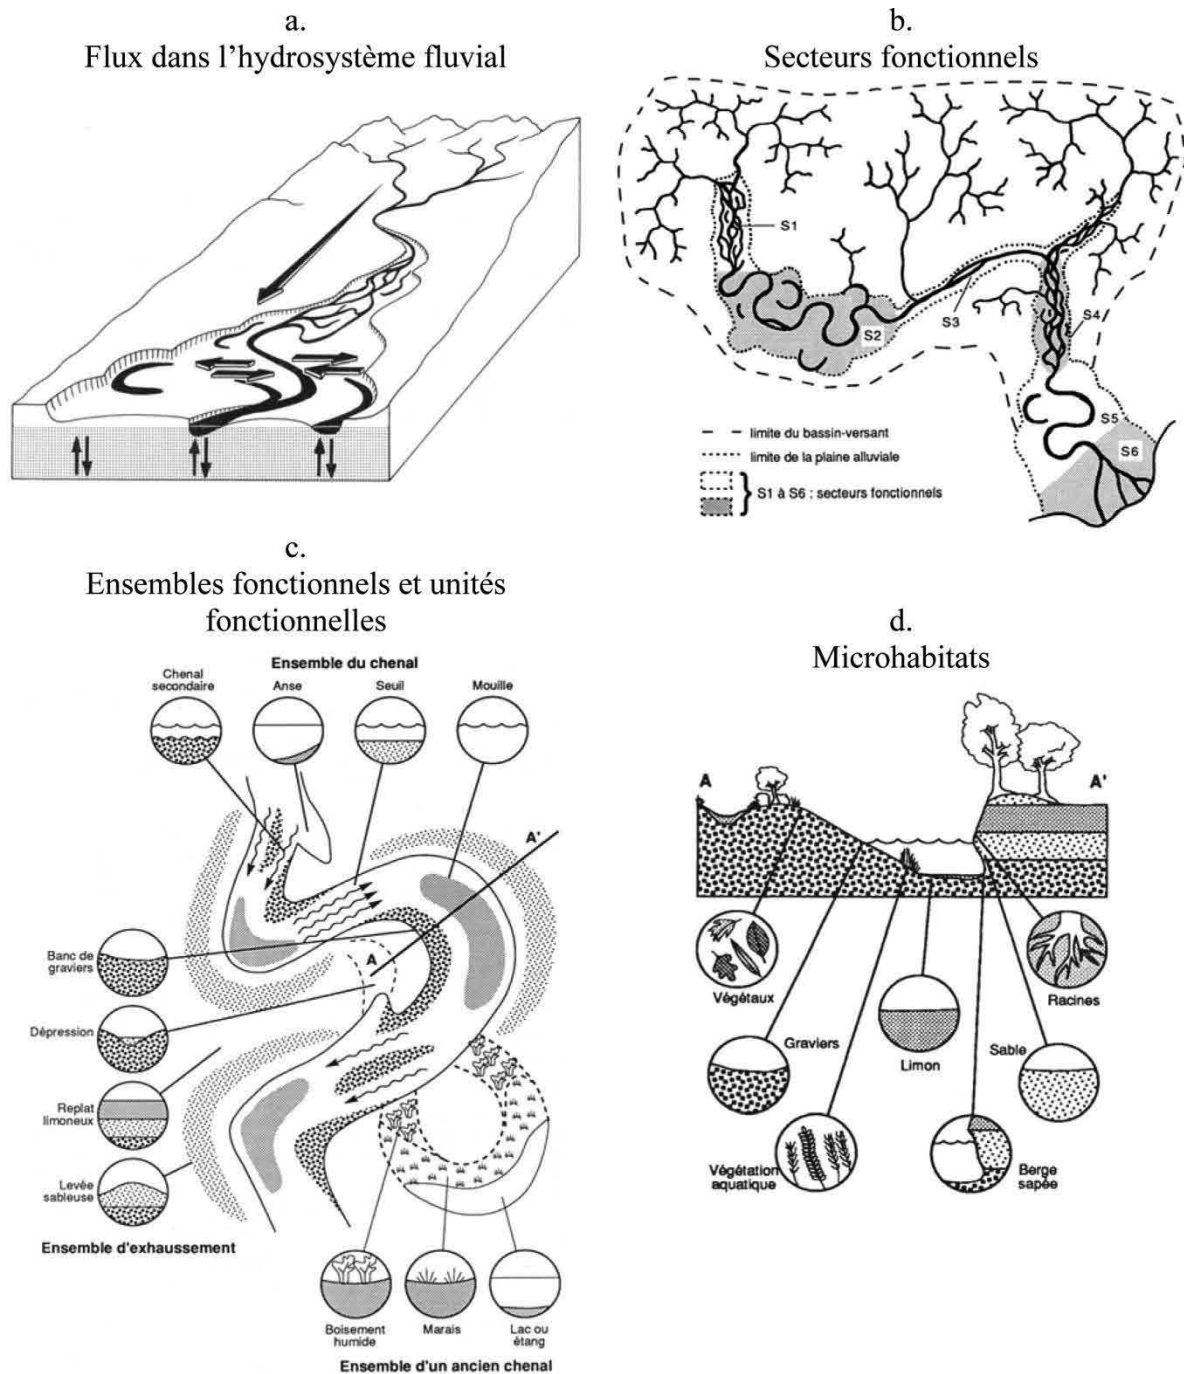 a.
Flux dans l'hydrosystème fluvial
b.
Secteurs fonctionnels
S1
S2
S3
S4
S5
S6
limite du bassin-versant
limite de la plaine alluviale
S1 à S6 : secteurs fonctionnels
c.
Ensembles fonctionnels et unités
fonctionnelles
Ensemble du chenal
Chenal
secondaire
Anse
Seuil
Mouille
A'
A
Banc de
graviers
Dépression
Replat
limoneux
Levée
sableuse
Ensemble d'exhaussement
Boisement
humide
Marais
Lac ou
étang
Ensemble d'un ancien chenal
d.
Microhabitats
A
A'
Végétaux
Racines
Graviers
Limon
Sable
Végétation
aquatique
Berge
sapée